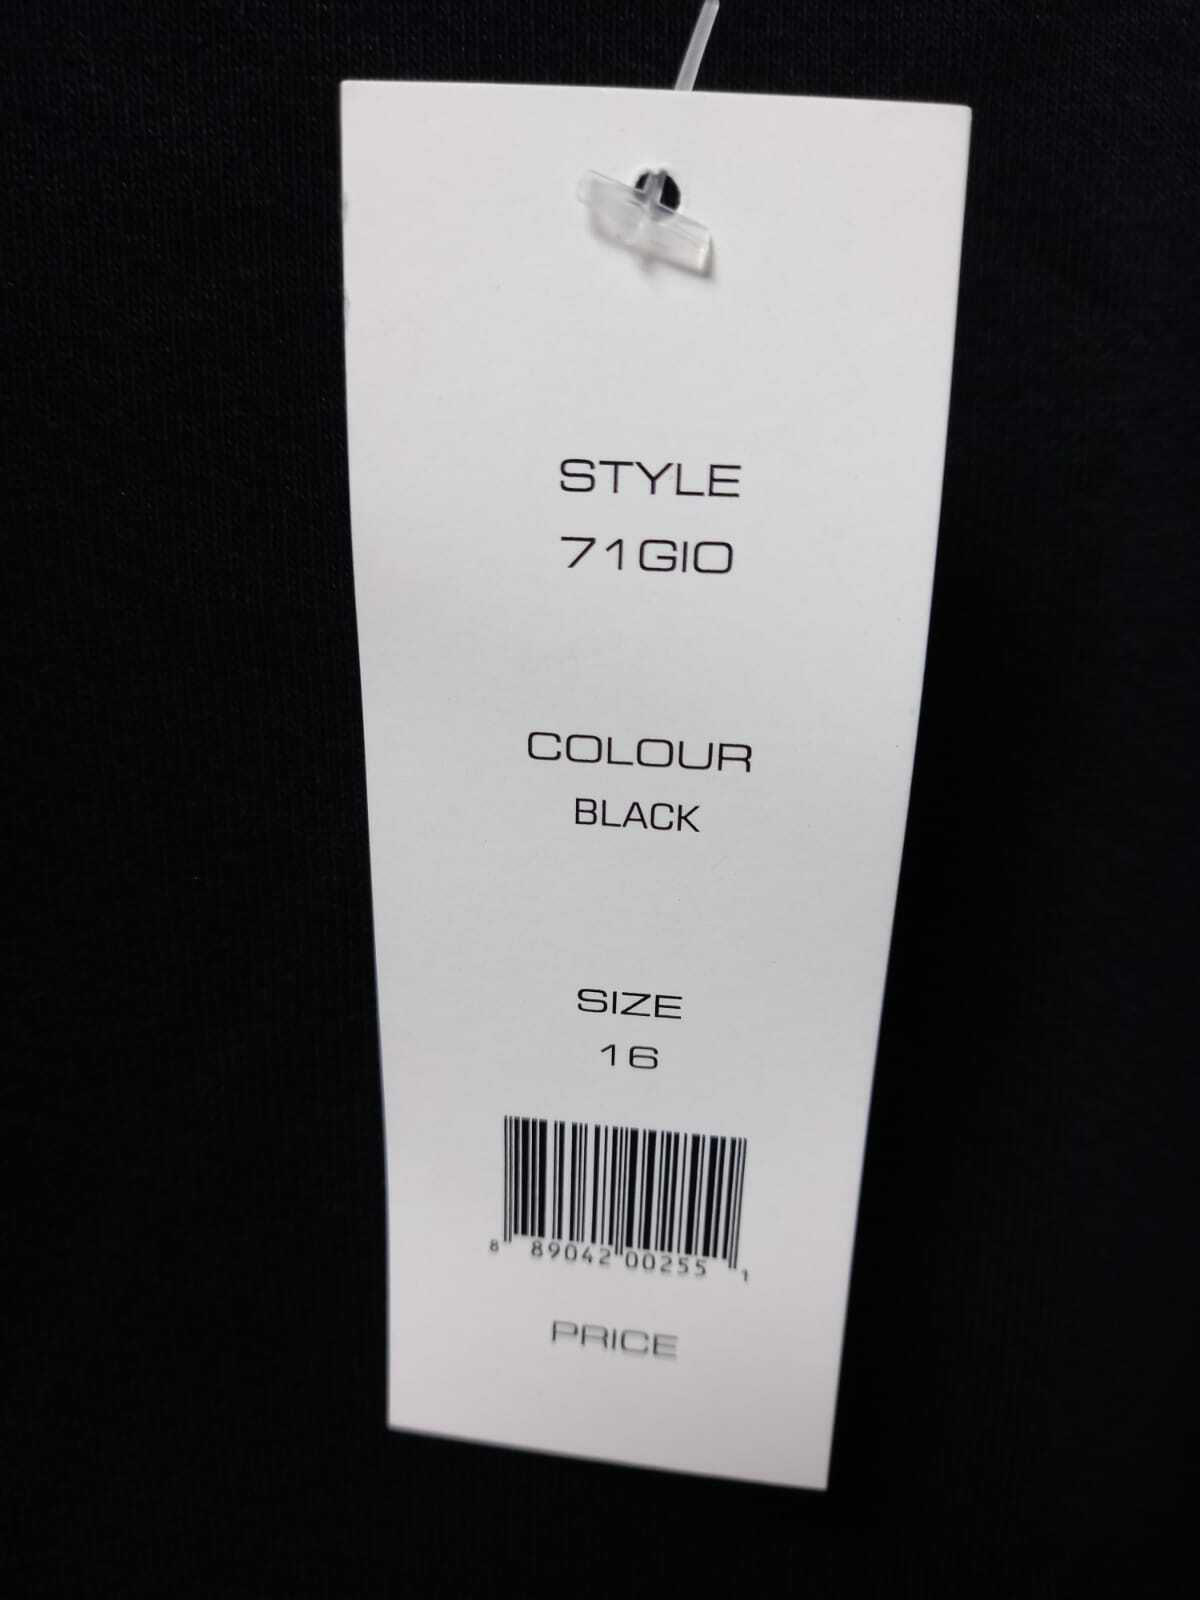 STYLE
71GIO
COLOUR
BLACK
SIZE
16
8 89042 00255 1
PRICE